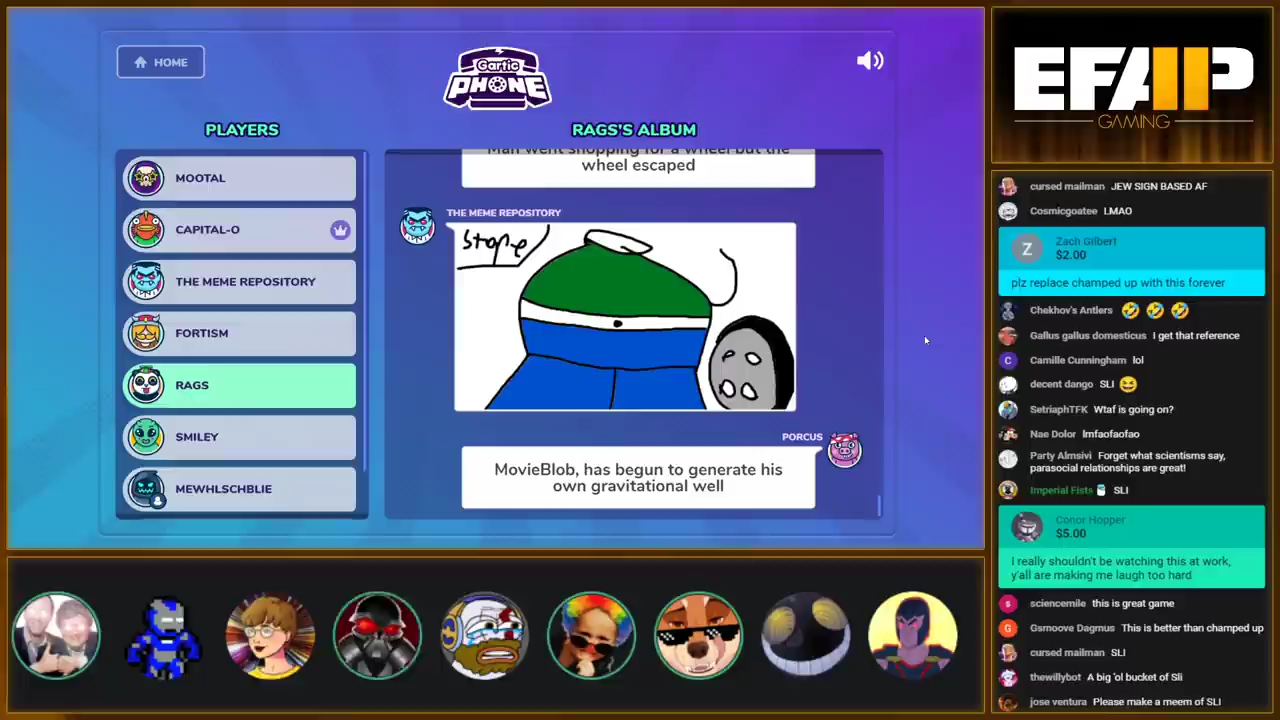 HOME
Gartic
PHONE
PLAYERS
RAGS'S ALBUM
MOOTAL
CAPITAL-O
THE MEME REPOSITORY
FORTISM
RAGS
SMILEY
MEWHLSCHBLIE
Man went shopping for a wheel but the
wheel escaped
THE MEME REPOSITORY
PORCUS
MovieBlob, has begun to generate his
own gravitational well
EFAP
GAMING
cursed mailman JEW SIGN BASED AF
Cosmicgoatee LMAO
Z
Zach Gilbert
$2.00
plz replace champed up with this forever
Chekhov's Antlers
Gallus gallus domesticus I get that reference
C
Camille Cunningham lol
decent dango SLI
SetriaphTFK Wtaf is going on?
Nae Dolor lmfaofaofao
Party Almsivi Forget what scientisms say,
parasocial relationships are great!
Imperial Fists SLI
Conor Hopper
$5.00
I really shouldn't be watching this at work,
y'all are making me laugh too hard
s
sciencemile this is great game
G
Gsmoove Dagmus This is better than champed up
cursed mailman SLI
thewillybot A big 'ol bucket of Sli
jose ventura Please make a meem of SLI